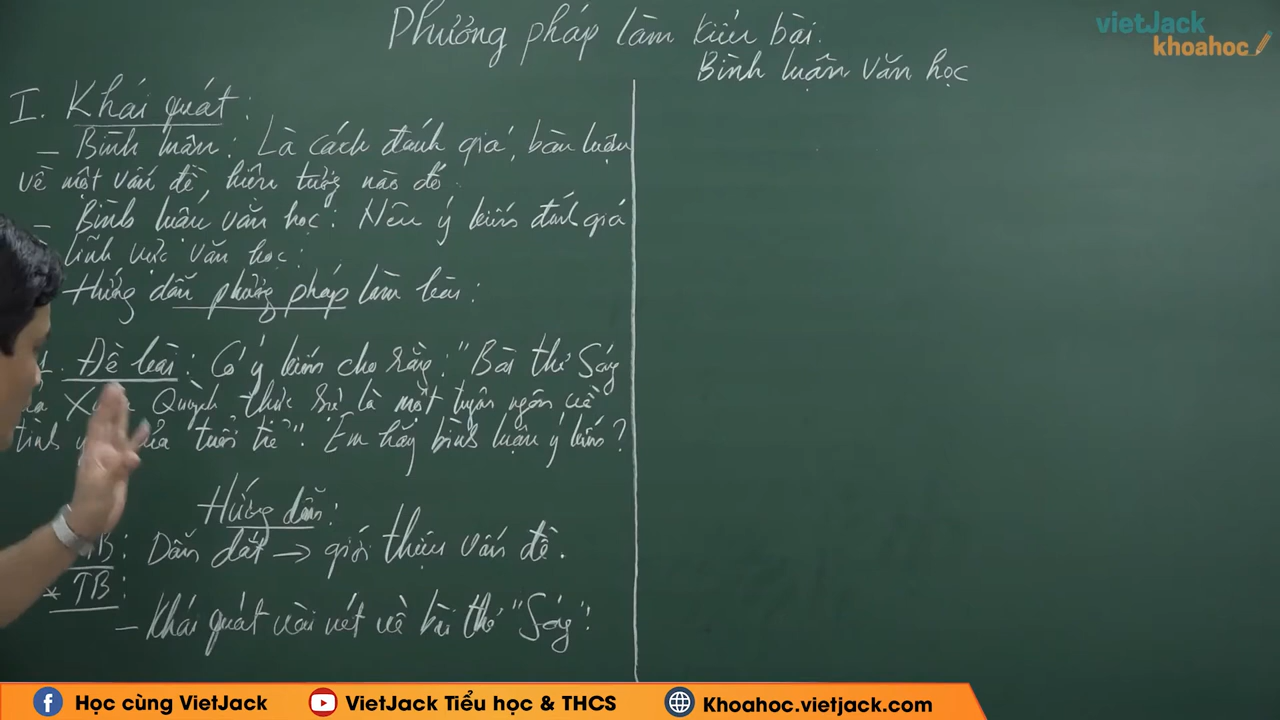 Phương pháp làm kiểu bài.
Bình luận văn học
vietJack
khoahoc
I. Khái quát:
- Bình luận: Là cách đánh giá, bàn luận
về một vấn đề, hiện tượng nào đó.
- Bình luận văn học: Nêu ý kiến đánh giá
lĩnh vực văn học:
Hướng dẫn phương pháp làm bài:
1. Đề bài: Có ý kiến cho rằng: "Bài thơ Sóng
Quỳnh thực sự là một tuyên ngôn về
tình của tuổi trẻ". Em hãy bình luận ý kiến?
Hướng dẫn:
B: Dẫn dắt → giới thiệu vấn đề.
* TB:
- Khái quát vài nét về bài thơ "Sóng":
Học cùng VietJack
VietJack Tiểu học & THCS
Khoahoc.vietjack.com